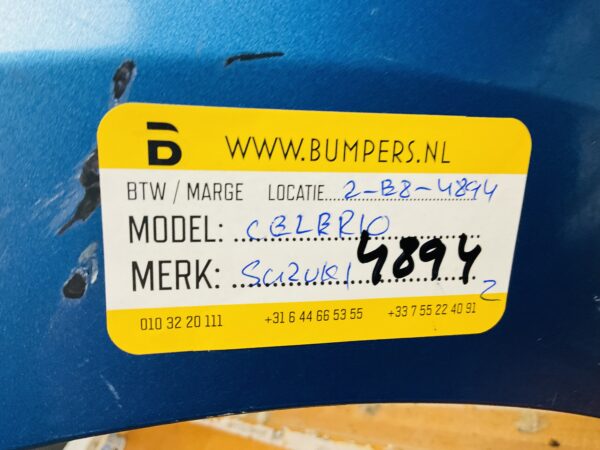 WWW.BUMPERS.NL
BTW / MARGE LOCATIE 2-B8-4894
MODEL: CELERIO
MERK: SUZUKI 4894
2
010 32 20 111 +31 6 44 66 53 55 +33 7 55 22 40 91